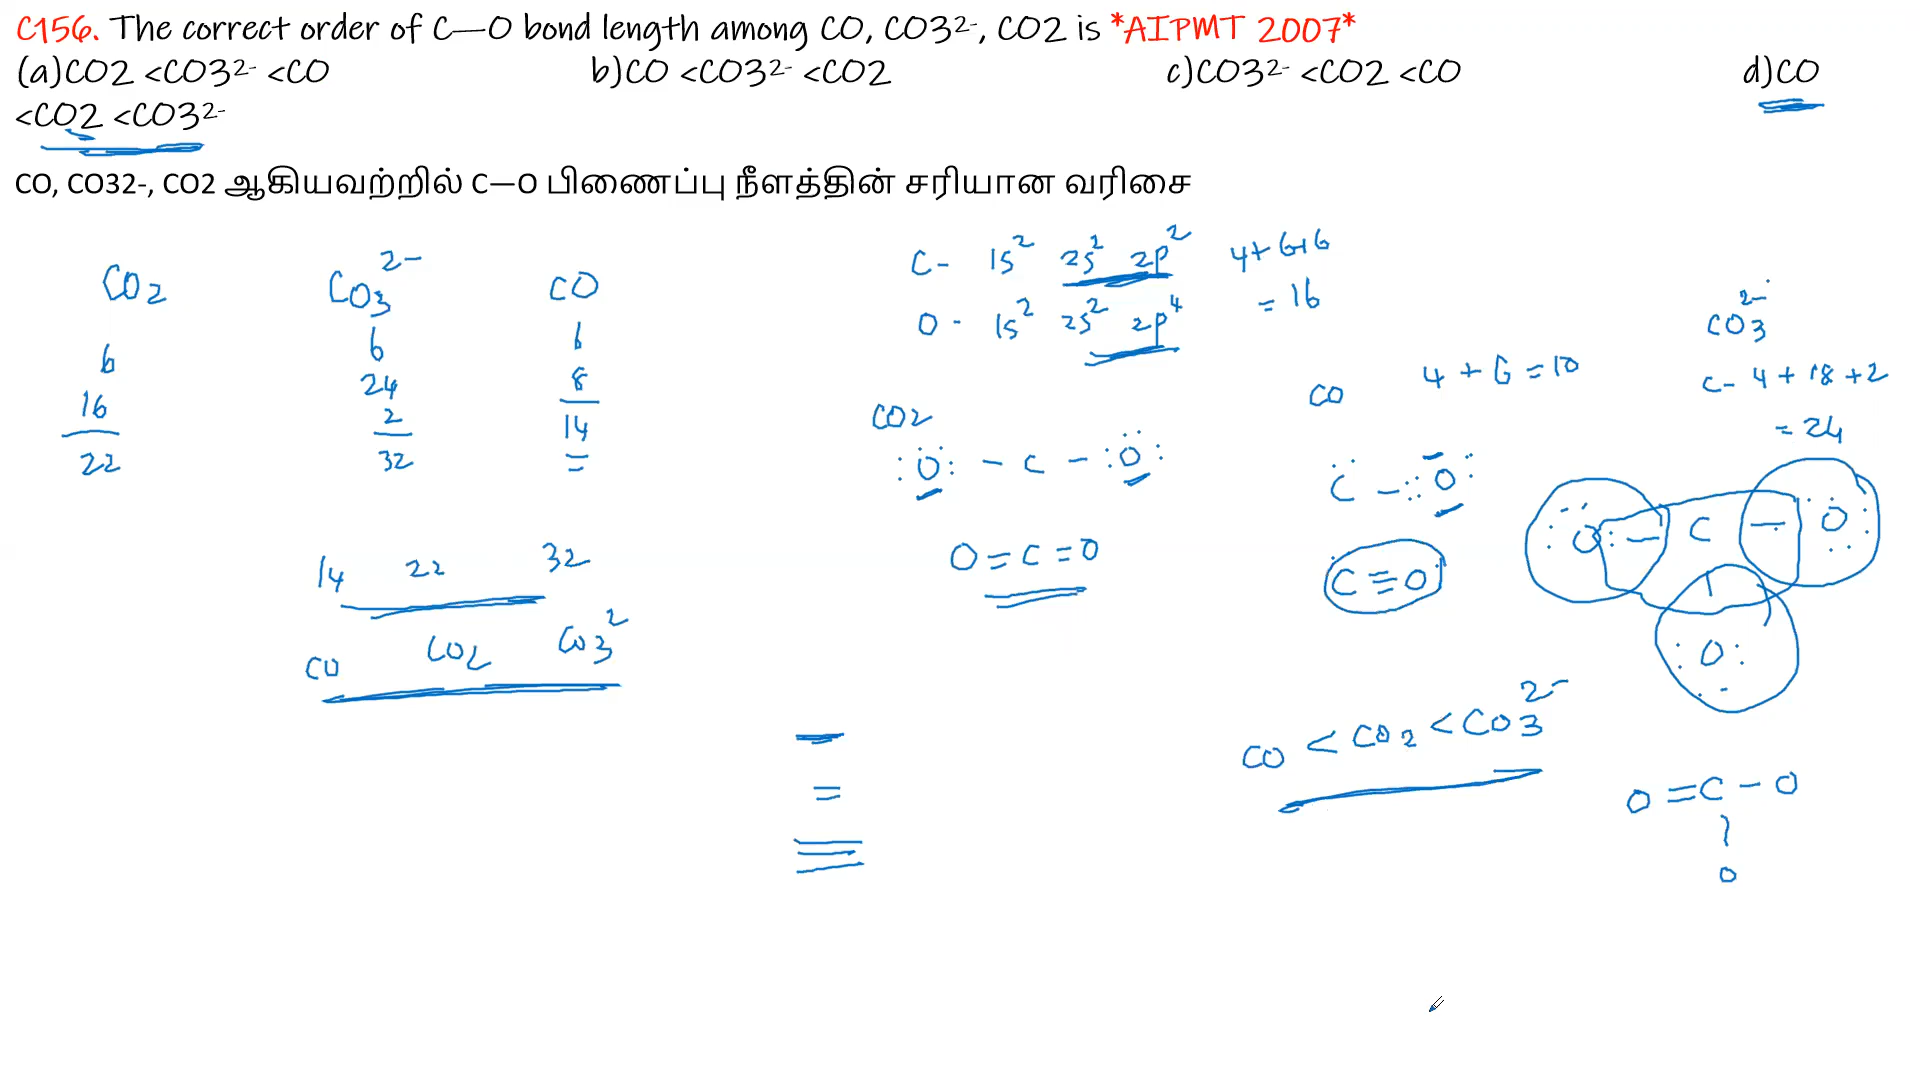 C156. The correct order of C—O bond length among CO, CO32-, CO2 is *AIPMT 2007*
(a)CO2 <CO32- <CO b)CO <CO32- <CO2 c)CO32- <CO2 <CO d)CO
<CO2 <CO32-
CO, CO32-, CO2 ஆகியவற்றில் C—O பிணைப்பு நீளத்தின் சரியான வரிசை
C- 1s² 2s² 2p² 4+6+6
O- 1s² 2s² 2p⁴ = 16
CO2 CO3 2- CO
6 6 6
16 24 8
22 2 14
32
CO3 2-
C- 4 + 18 + 2
= 24
CO 4 + 6 = 10
CO2
:O: - C - :O:
C - :O:
O = C = O
C ≡ O
O: - C - O
|
:O:
14 22 32
CO CO2 CO3 2
CO < CO2 < CO3 2-
O = C - O
|
O
-
=
≡